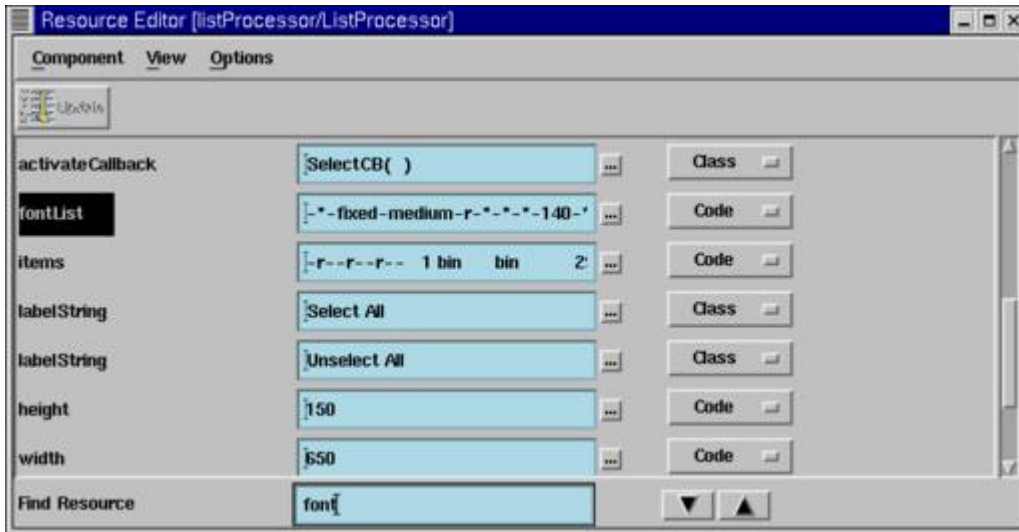 Resource Editor [listProcessor/ListProcessor]
Component View Options
Update
activateCallback SelectCB( ) ... Class
fontList -*-fixed-medium-r-*-*-*-140-* ... Code
items -r--r--r-- 1 bin bin 2 ... Code
labelString Select All ... Class
labelString Unselect All ... Class
height 150 ... Code
width 650 ... Code
Find Resource font